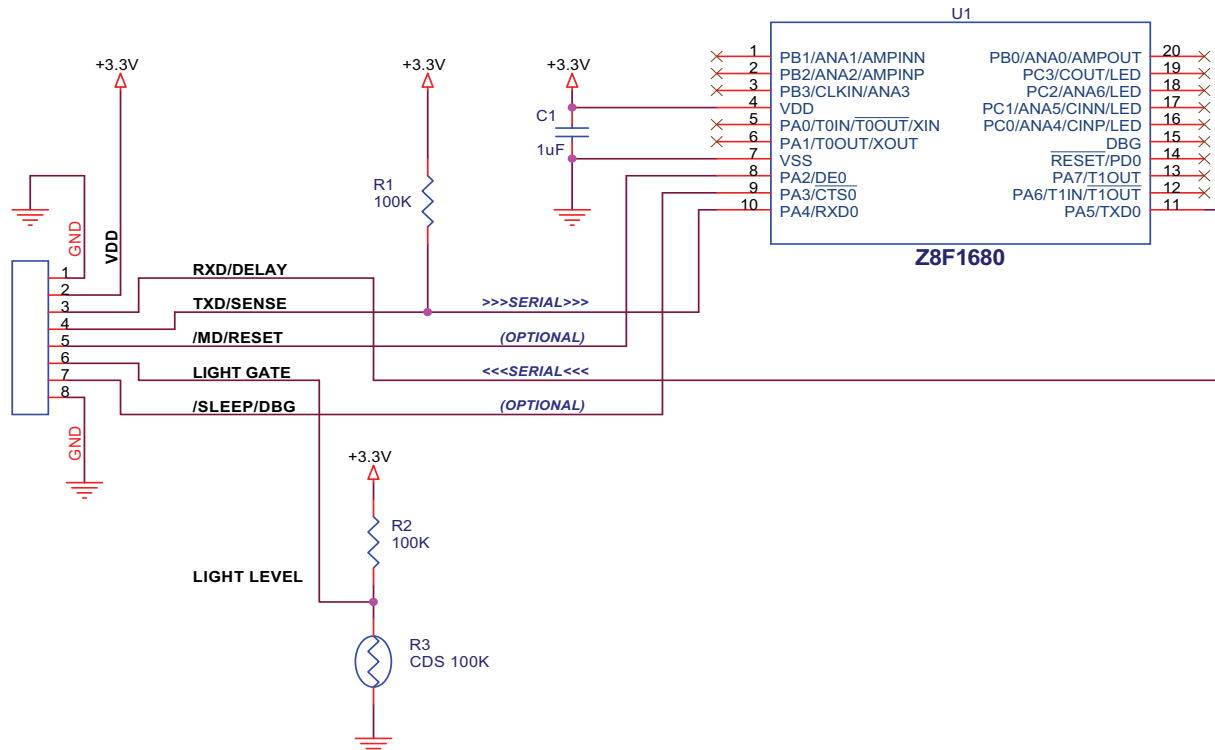 U1
+3.3V
+3.3V
+3.3V
C1
1uF
R1
100K
1 PB1/ANA1/AMPINN
2 PB2/ANA2/AMPINP
3 PB3/CLKIN/ANA3
4 VDD
5 PA0/T0IN/T0OUT/XIN
6 PA1/T0OUT/XOUT
7 VSS
8 PA2/DE0
9 PA3/CTS0
10 PA4/RXD0
PB0/ANA0/AMPOUT 20
PC3/COUT/LED 19
PC2/ANA6/LED 18
PC1/ANA5/CINN/LED 17
PC0/ANA4/CINP/LED 16
DBG 15
RESET/PD0 14
PA7/T1OUT 13
PA6/T1IN/T1OUT 12
PA5/TXD0 11
Z8F1680
GND
VDD
1
2
3
4
5
6
7
8
GND
RXD/DELAY
TXD/SENSE >>>SERIAL>>>
/MD/RESET (OPTIONAL)
LIGHT GATE <<<SERIAL<<<
/SLEEP/DBG (OPTIONAL)
+3.3V
R2
100K
LIGHT LEVEL
R3
CDS 100K